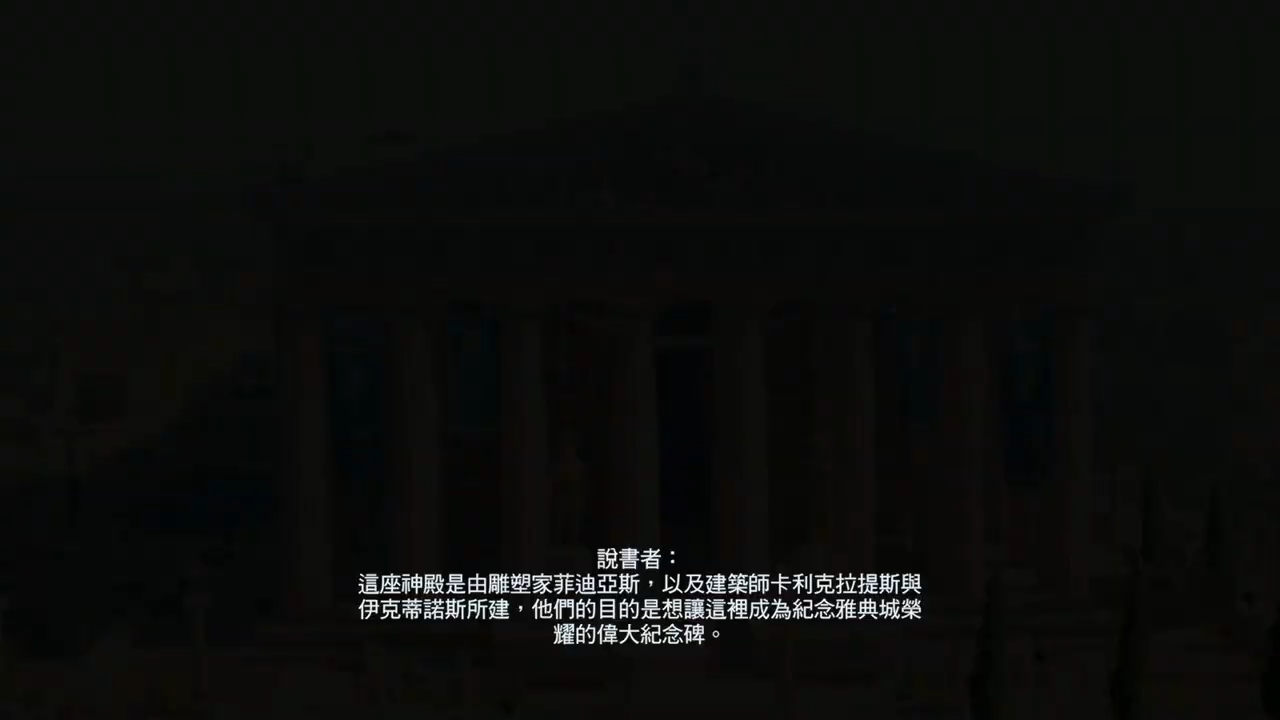 說書者：
這座神殿是由雕塑家菲迪亞斯，以及建築師卡利克拉提斯與
伊克蒂諾斯所建，他們的目的是想讓這裡成為紀念雅典城榮
耀的偉大紀念碑。